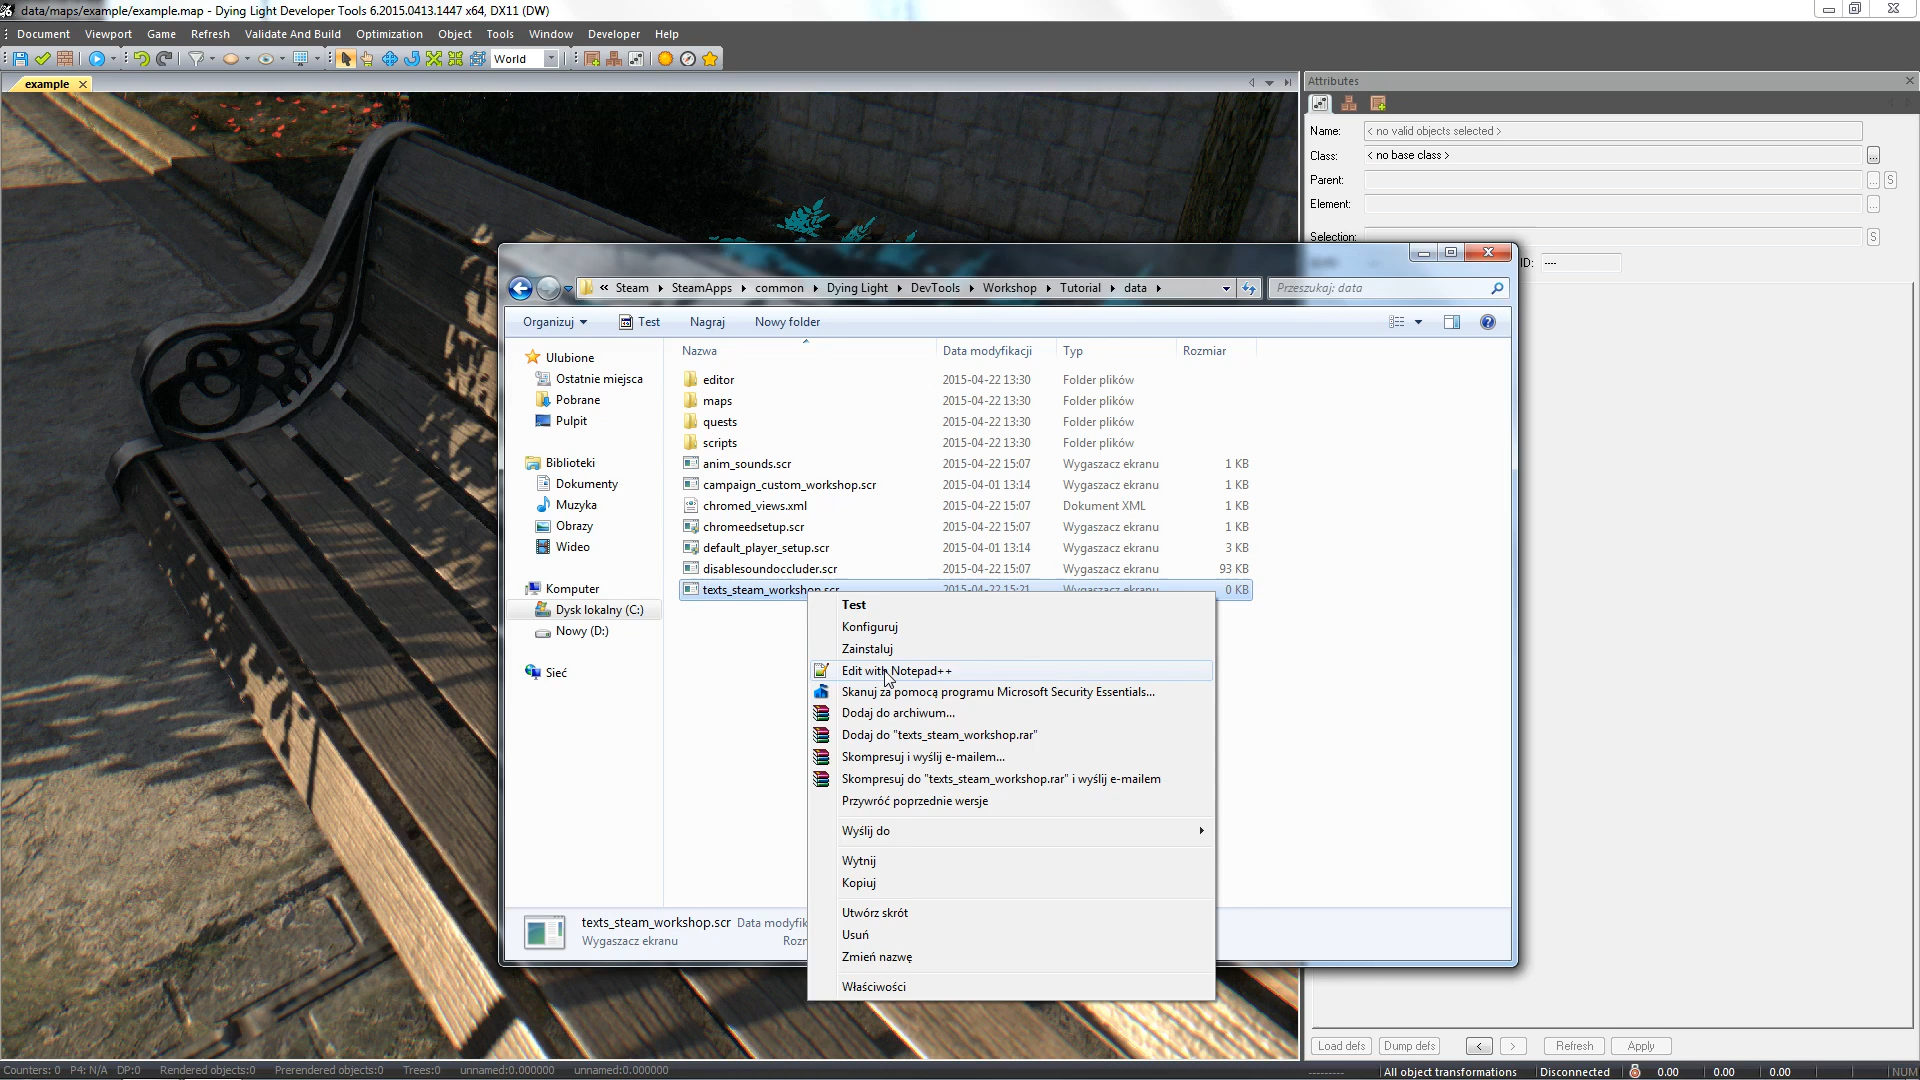 data/maps/example/example.map - Dying Light Developer Tools 6.2015.0413.1447 x64, DX11 (DW)
Document Viewport Game Refresh Validate And Build Optimization Object Tools Window Developer Help
World
example
Attributes
Name: < no valid objects selected >
Class: < no base class > ...
Parent: ... S
Element: ...
Selection: S
ID: ----
« Steam SteamApps common Dying Light DevTools Workshop Tutorial data
Przeszukaj: data
Organizuj Test Nagraj Nowy folder
Nazwa Data modyfikacji Typ Rozmiar
Ulubione
Ostatnie miejsca
Pobrane
Pulpit
Biblioteki
Dokumenty
Muzyka
Obrazy
Wideo
Komputer
Dysk lokalny (C:)
Nowy (D:)
Sieć
editor 2015-04-22 13:30 Folder plików
maps 2015-04-22 13:30 Folder plików
quests 2015-04-22 13:30 Folder plików
scripts 2015-04-22 13:30 Folder plików
anim_sounds.scr 2015-04-22 15:07 Wygaszacz ekranu 1 KB
campaign_custom_workshop.scr 2015-04-01 13:14 Wygaszacz ekranu 1 KB
chromed_views.xml 2015-04-22 15:07 Dokument XML 1 KB
chromeedsetup.scr 2015-04-22 15:07 Wygaszacz ekranu 1 KB
default_player_setup.scr 2015-04-01 13:14 Wygaszacz ekranu 3 KB
disablesoundoccluder.scr 2015-04-22 15:07 Wygaszacz ekranu 93 KB
texts_steam_workshop.scr 2015-04-22 15:21 Wygaszacz ekranu 0 KB
Test
Konfiguruj
Zainstaluj
Edit with Notepad++
Skanuj za pomocą programu Microsoft Security Essentials...
Dodaj do archiwum...
Dodaj do "texts_steam_workshop.rar"
Skompresuj i wyślij e-mailem...
Skompresuj do "texts_steam_workshop.rar" i wyślij e-mailem
Przywróć poprzednie wersje
Wyślij do
Wytnij
Kopiuj
Utwórz skrót
Usuń
Zmień nazwę
Właściwości
texts_steam_workshop.scr Data modyfik
Wygaszacz ekranu Rozn
Load defs Dump defs < > Refresh Apply
Counters: 0 P4: N/A DP:0 Rendered objects:0 Prerendered objects:0 Trees:0 unnamed:0.000000 unnamed:0.000000
--------- All object transformations Disconnected 0.00 0.00 0.00 NUM